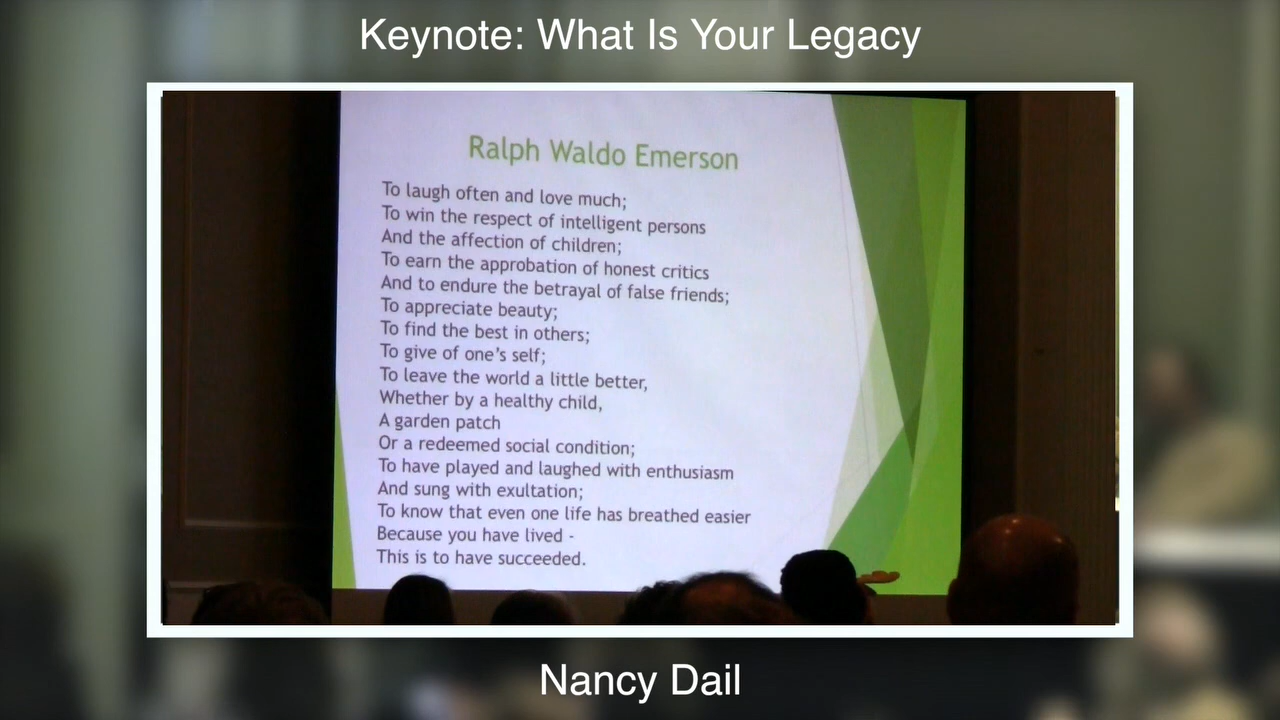 Keynote: What Is Your Legacy
Ralph Waldo Emerson
To laugh often and love much;
To win the respect of intelligent persons
And the affection of children;
To earn the approbation of honest critics
And to endure the betrayal of false friends;
To appreciate beauty;
To find the best in others;
To give of one's self;
To leave the world a little better,
Whether by a healthy child,
A garden patch
Or a redeemed social condition;
To have played and laughed with enthusiasm
And sung with exultation;
To know that even one life has breathed easier
Because you have lived -
This is to have succeeded.
Nancy Dail